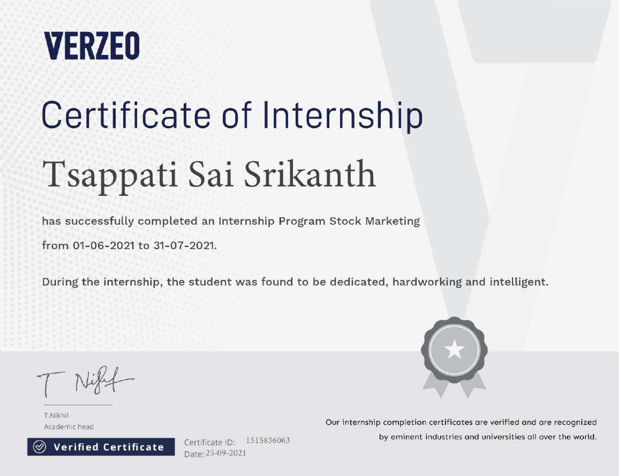 VERZEO
Certificate of Internship
Tsappati Sai Srikanth
has successfully completed an Internship Program Stock Marketing
from 01-06-2021 to 31-07-2021.
During the internship, the student was found to be dedicated, hardworking and intelligent.
T Nikhil
T.Nikhil
Academic head
Verified Certificate
Certificate ID: 1515836063
Date: 25-09-2021
Our internship completion certificates are verified and are recognized
by eminent industries and universities all over the world.